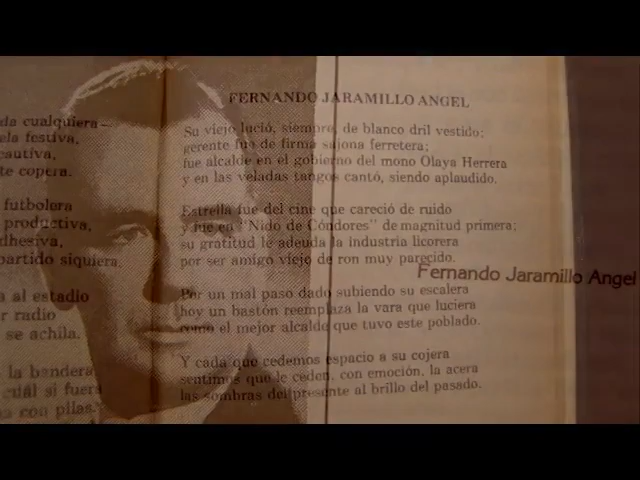 da cualquiera—
ela festiva,
cautiva,
te copera.
futbolera
productiva,
dhesiva,
partido siquiera.
a al estadio
r radio
se achila.
la bandera
cuál si fuera
a con pilas.
FERNANDO JARAMILLO ANGEL
Su viejo lució, siempre, de blanco dril vestido;
gerente fue de firma sajona ferretera;
fue alcalde en el gobierno del mono Olaya Herrera
y en las veladas tangos cantó, siendo aplaudido.
Estrella fue del cine que careció de ruido
y fue en "Nido de Cóndores" de magnitud primera;
su gratitud le adeuda la industria licorera
por ser amigo viejo de ron muy parecido.
Por un mal paso dado subiendo su escalera
hoy un bastón reemplaza la vara que luciera
como el mejor alcalde que tuvo este poblado.
Y cada que cedemos espacio a su cojera
sentimos que le ceden, con emoción, la acera
las sombras del presente al brillo del pasado.
Fernando Jaramillo Angel